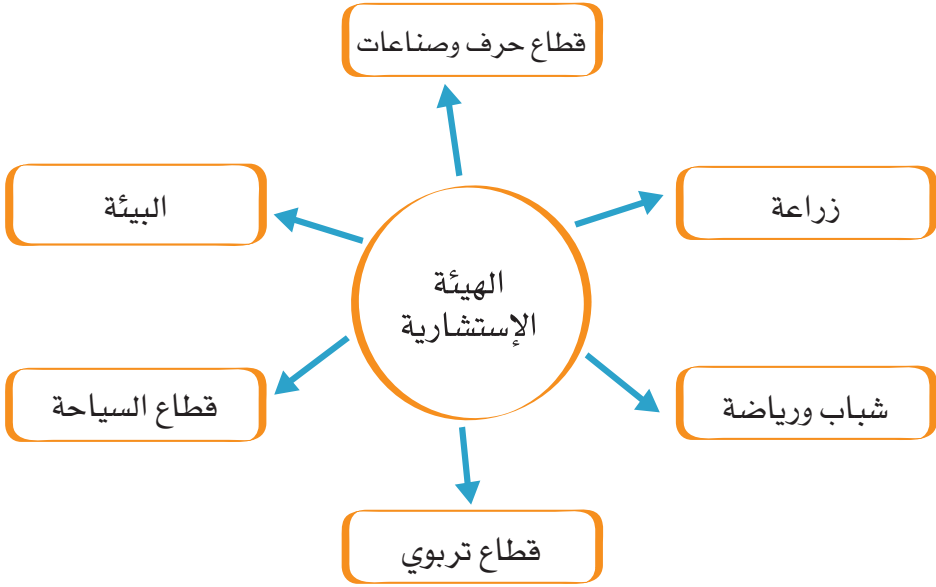 قطاع حرف وصناعات
زراعة
البيئة
الهيئة
الإستشارية
شباب ورياضة
قطاع السياحة
قطاع تربوي